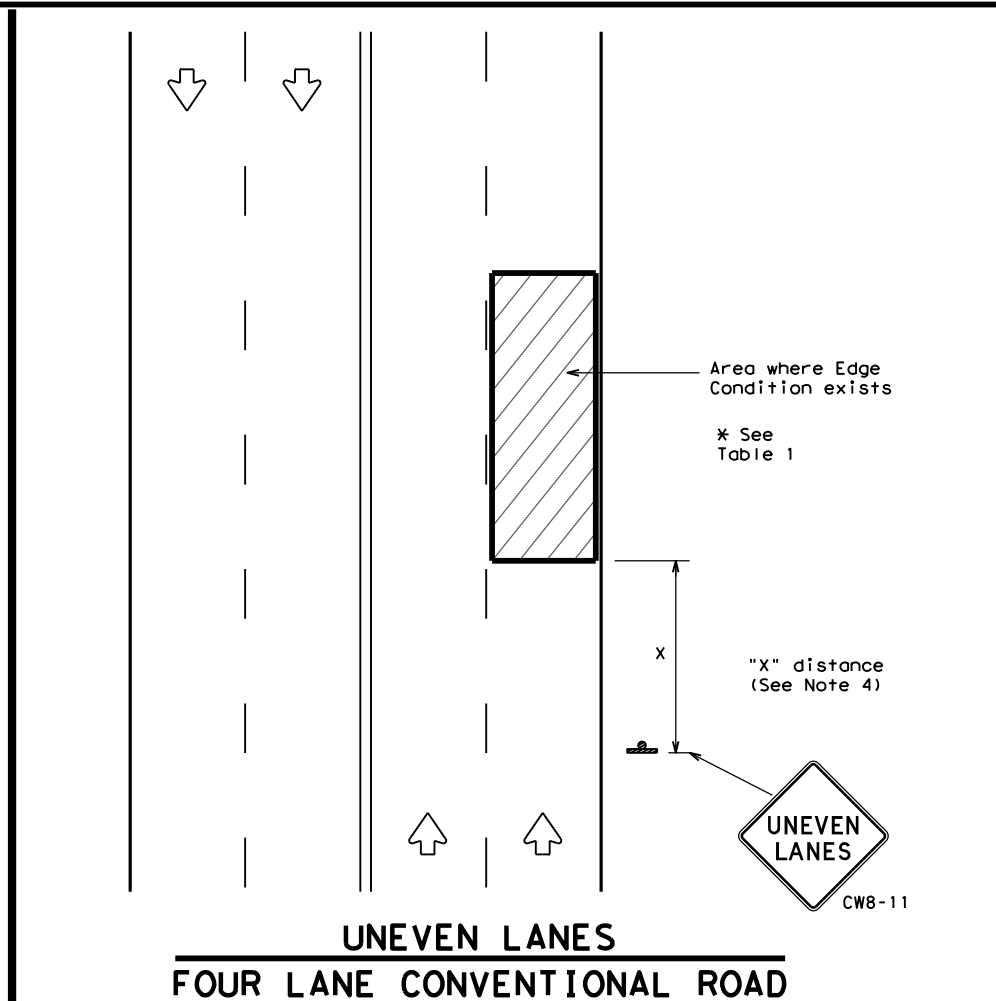 Area where Edge
Condition exists
* See
Table 1
X
"X" distance
(See Note 4)
UNEVEN
LANES
CW8-11
UNEVEN LANES
FOUR LANE CONVENTIONAL ROAD